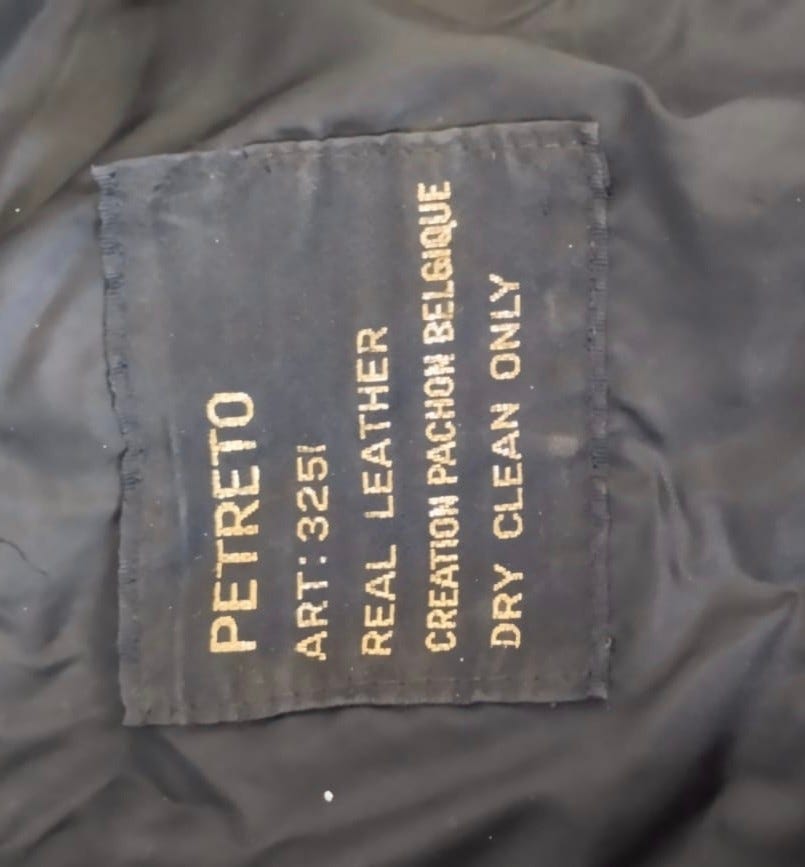 PETRETO
ART: 3251
REAL LEATHER
CREATION PACHON BELGIQUE
DRY CLEAN ONLY